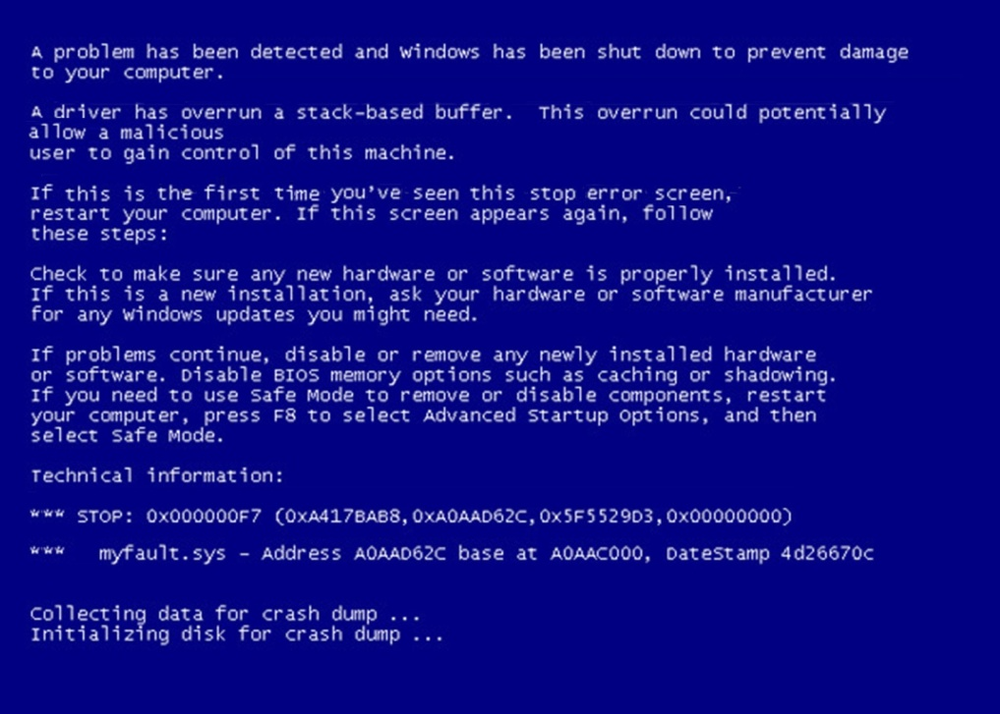 A problem has been detected and Windows has been shut down to prevent damage
to your computer.
A driver has overrun a stack-based buffer.  This overrun could potentially
allow a malicious
user to gain control of this machine.
If this is the first time you've seen this stop error screen,
restart your computer. If this screen appears again, follow
these steps:
Check to make sure any new hardware or software is properly installed.
If this is a new installation, ask your hardware or software manufacturer
for any Windows updates you might need.
If problems continue, disable or remove any newly installed hardware
or software. Disable BIOS memory options such as caching or shadowing.
If you need to use Safe Mode to remove or disable components, restart
your computer, press F8 to select Advanced Startup Options, and then
select Safe Mode.
Technical information:
*** STOP: 0x000000F7 (0xA417BAB8,0xA0AAD62C,0x5F5529D3,0x00000000)
***   myfault.sys - Address A0AAD62C base at A0AAC000, DateStamp 4d26670c
Collecting data for crash dump ...
Initializing disk for crash dump ...